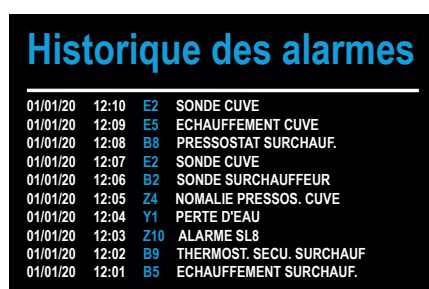 Historique des alarmes
01/01/20 12:10 E2 SONDE CUVE
01/01/20 12:09 E5 ECHAUFFEMENT CUVE
01/01/20 12:08 B8 PRESSOSTAT SURCHAUF.
01/01/20 12:07 E2 SONDE CUVE
01/01/20 12:06 B2 SONDE SURCHAUFFEUR
01/01/20 12:05 Z4 NOMALIE PRESSOS. CUVE
01/01/20 12:04 Y1 PERTE D'EAU
01/01/20 12:03 Z10 ALARME SL8
01/01/20 12:02 B9 THERMOST. SECU. SURCHAUF
01/01/20 12:01 B5 ECHAUFFEMENT SURCHAUF.